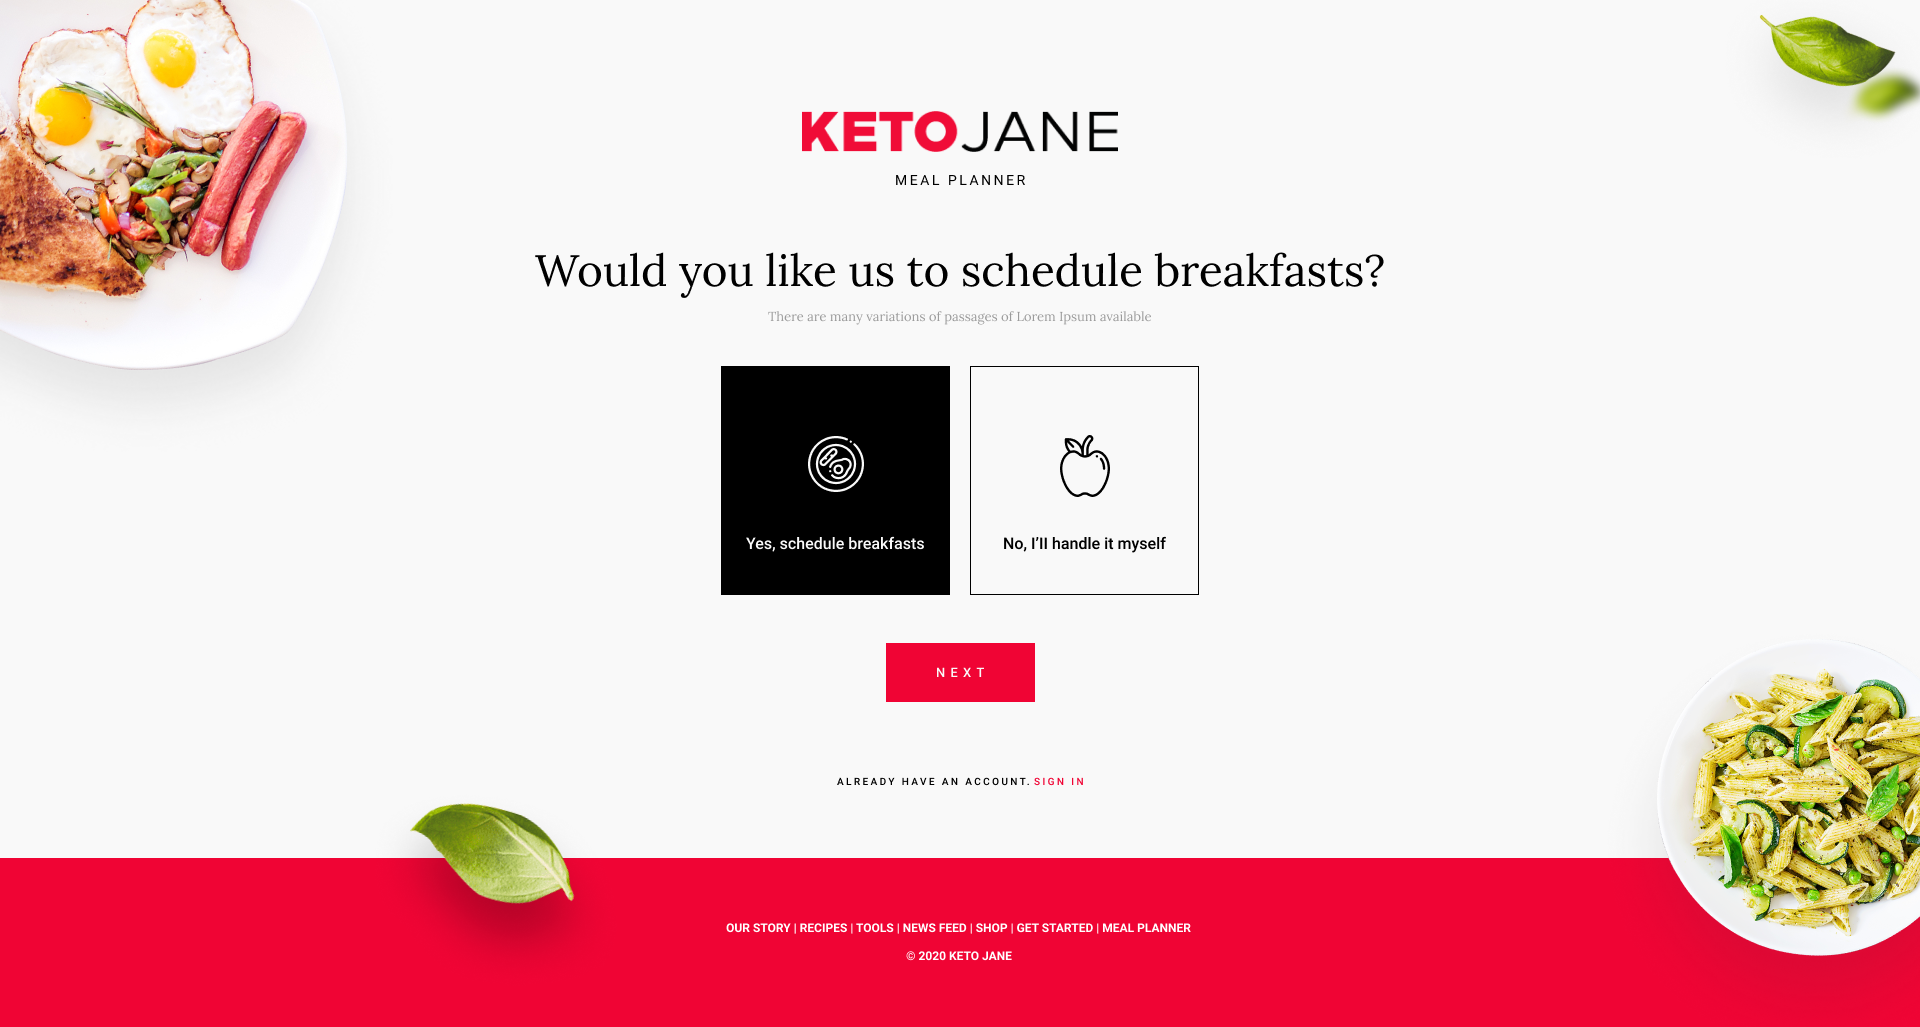 KETOJANE
MEAL PLANNER
Would you like us to schedule breakfasts?
There are many variations of passages of Lorem Ipsum available
Yes, schedule breakfasts
No, I'll handle it myself
NEXT
ALREADY HAVE AN ACCOUNT. SIGN IN
OUR STORY | RECIPES | TOOLS | NEWS FEED | SHOP | GET STARTED | MEAL PLANNER
© 2020 KETO JANE